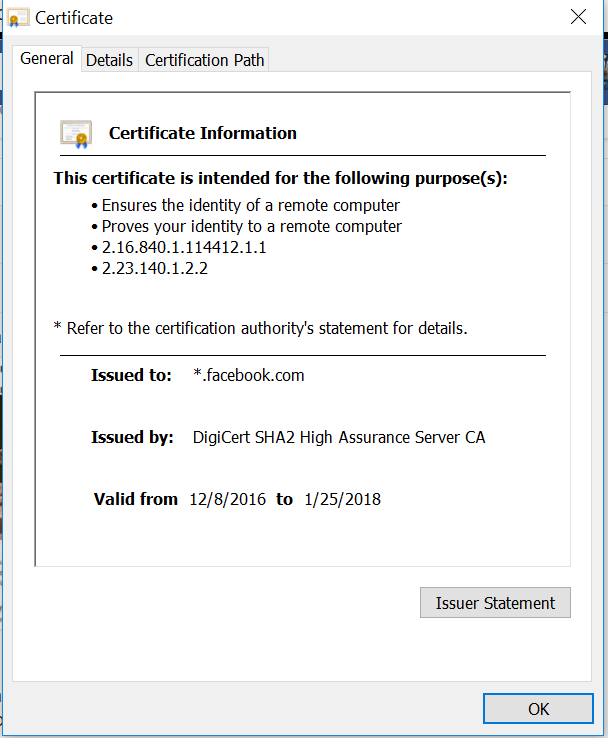 Certificate
General Details Certification Path
Certificate Information
This certificate is intended for the following purpose(s):
• Ensures the identity of a remote computer
• Proves your identity to a remote computer
• 2.16.840.1.114412.1.1
• 2.23.140.1.2.2
* Refer to the certification authority's statement for details.
Issued to: *.facebook.com
Issued by: DigiCert SHA2 High Assurance Server CA
Valid from 12/8/2016 to 1/25/2018
Issuer Statement
OK